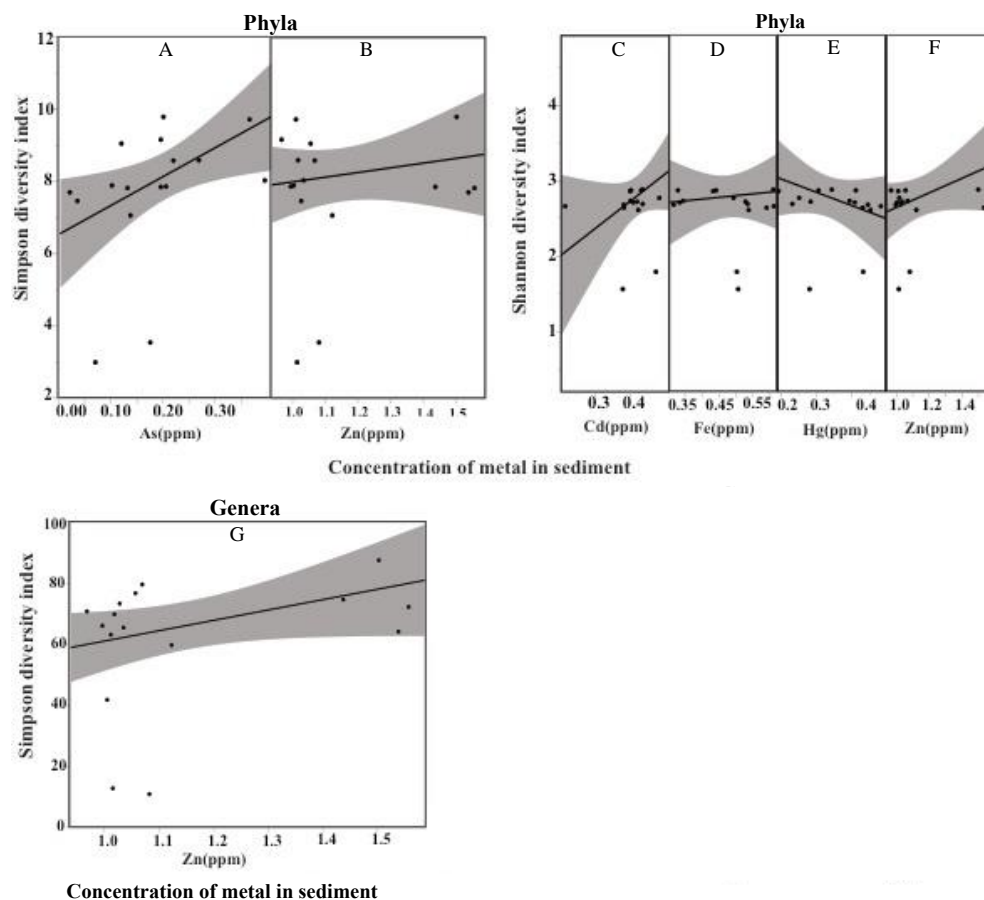 Phyla
A B
Simpson diversity index
12
10
8
6
4
2
0.00 0.10 0.20 0.30
As(ppm)
1.0 1.1 1.2 1.3 1.4 1.5
Zn(ppm)
Phyla
C D E F
Shannon diversity index
4
3
2
1
0.3 0.4
Cd(ppm)
0.35 0.45 0.55
Fe(ppm)
0.2 0.3 0.4
Hg(ppm)
1.0 1.2 1.4
Zn(ppm)
Concentration of metal in sediment
Genera
G
Simpson diversity index
100
80
60
40
20
0
1.0 1.1 1.2 1.3 1.4 1.5
Zn(ppm)
Concentration of metal in sediment